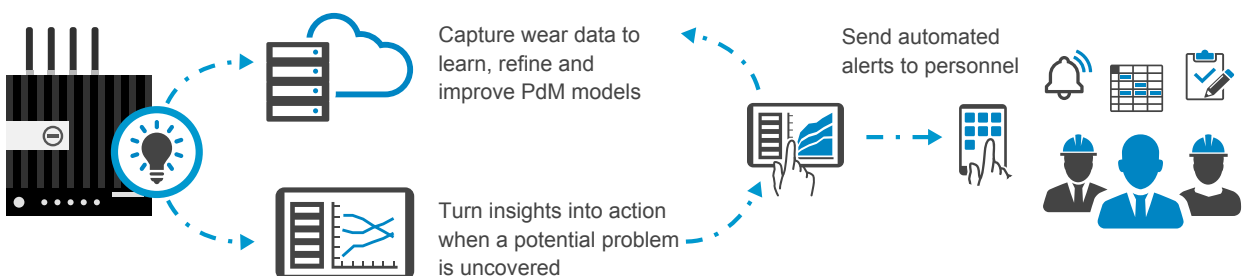 Capture wear data to
learn, refine and
improve PdM models
Send automated
alerts to personnel
Turn insights into action
when a potential problem
is uncovered